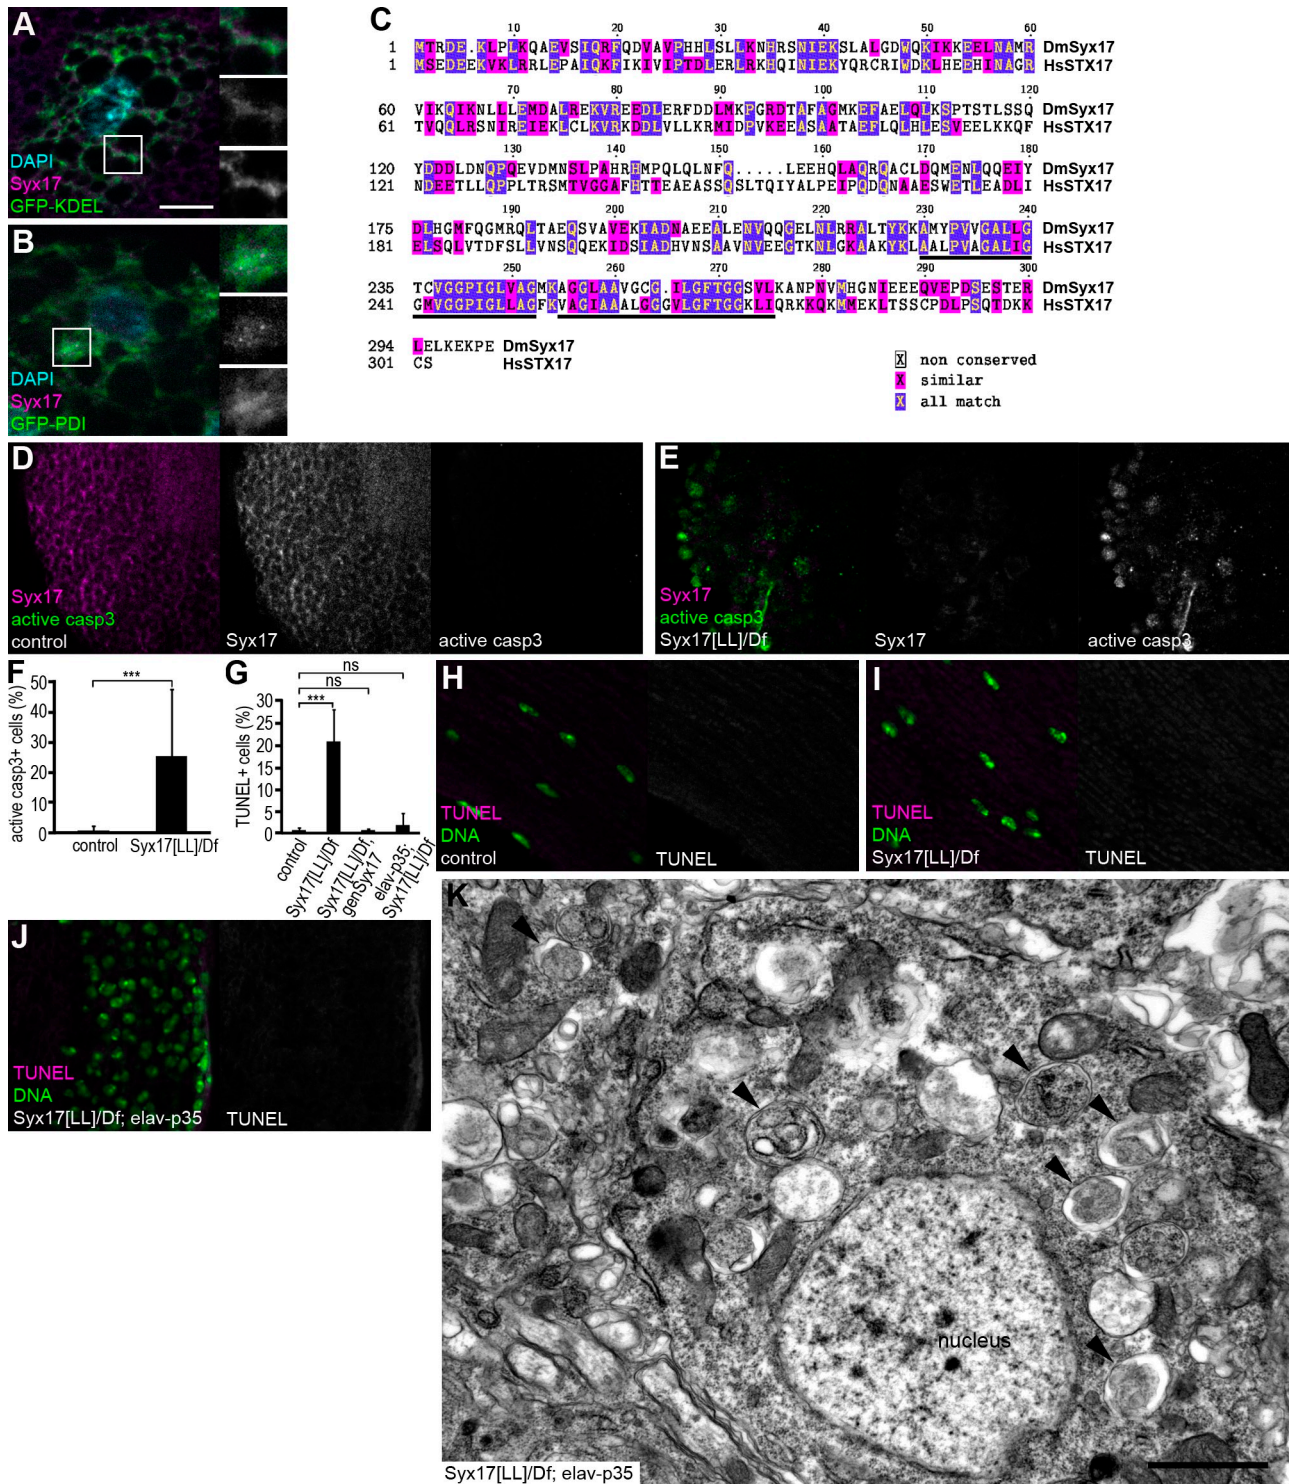 A
DAPI
Syx17
GFP-KDEL
B
DAPI
Syx17
GFP-PDI
C
10 20 30 40 50 60
1 MTRDE.KLPLKQAEVSIQRFQDVAVPHHLSLLKNHRSNIEKSLALGDWQKIKKEELNAMR DmSyx17
1 MSEDEEKVKLRRLEPAIQKFIKIVIPTDLERLRKHQINIEKYQRCRIWDKLHEEHINAGR HsSTX17
70 80 90 100 110 120
60 VIKQIKNLLLEMDALREKVREEDLERFDDLMKPGRDTAFAGMKEFAELQLKSPTSTLSSQ DmSyx17
61 TVQQLRSNIREIEKLCLKVRKDDLVLLKRMIDPVKEEASAATAEFLQLHLESVEELKKQF HsSTX17
130 140 150 160 170 180
120 YDDDLDNQPQEVDMNSLPAHRHMPQLQLNFQ.....LEEHQLAQRQACLDQMENLQQEIY DmSyx17
121 NDEETLLQPPLTRSMTVGGAFHTTEAEASSQSLTQIYALPEIPQDQNAAESWETLEADLI HsSTX17
190 200 210 220 230 240
175 DLHGMFQGMRQLTAEQSVAVEKIADNAEEALENVQQGELNLRRALTYKKAMYPVVGALLG DmSyx17
181 ELSQLVTDFSLLVNSQQEKIDSIADHVNSAAVNVEEGTKNLGKAAKYKLAALPVAGALIG HsSTX17
250 260 270 280 290 300
235 TCVGGPIGLVAGMKAGGLAAVGCG.ILGFTGGSVLKANPNVMHGNIEEEQVEPDSESTER DmSyx17
241 GMVGGPIGLLAGFKVAGIAAALGGGVLGFTGGKLIQRKKQKMMEKLTSSCPDLPSQTDKK HsSTX17
294 LELKEKPE DmSyx17
301 CS HsSTX17
X non conserved
X similar
X all match
D
Syx17
active casp3
control
Syx17
active casp3
E
Syx17
active casp3
Syx17[LL]/Df
Syx17
active casp3
F
active casp3+ cells (%)
50
40
30
20
10
0
***
control
Syx17[LL]/Df
G
TUNEL+ cells (%)
30
25
20
15
10
5
0
ns
ns
***
control
Syx17[LL]/Df
Syx17[LL]/Df;
genSyx17
elav-p35;
Syx17[LL]/Df
H
TUNEL
DNA
control
TUNEL
I
TUNEL
DNA
Syx17[LL]/Df
TUNEL
J
TUNEL
DNA
Syx17[LL]/Df; elav-p35
TUNEL
K
nucleus
Syx17[LL]/Df; elav-p35